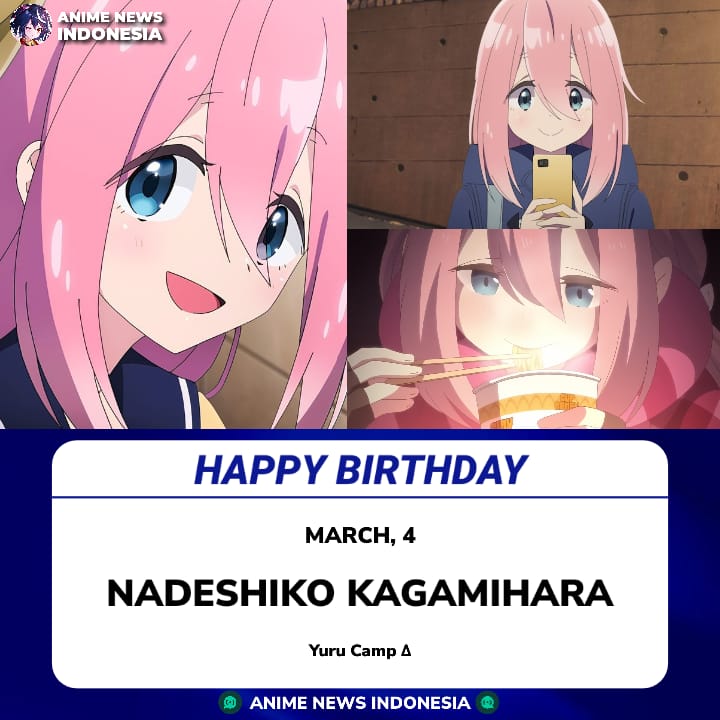 ANIME NEWS
INDONESIA
HAPPY BIRTHDAY
MARCH, 4
NADESHIKO KAGAMIHARA
Yuru Camp Δ
ANIME NEWS INDONESIA